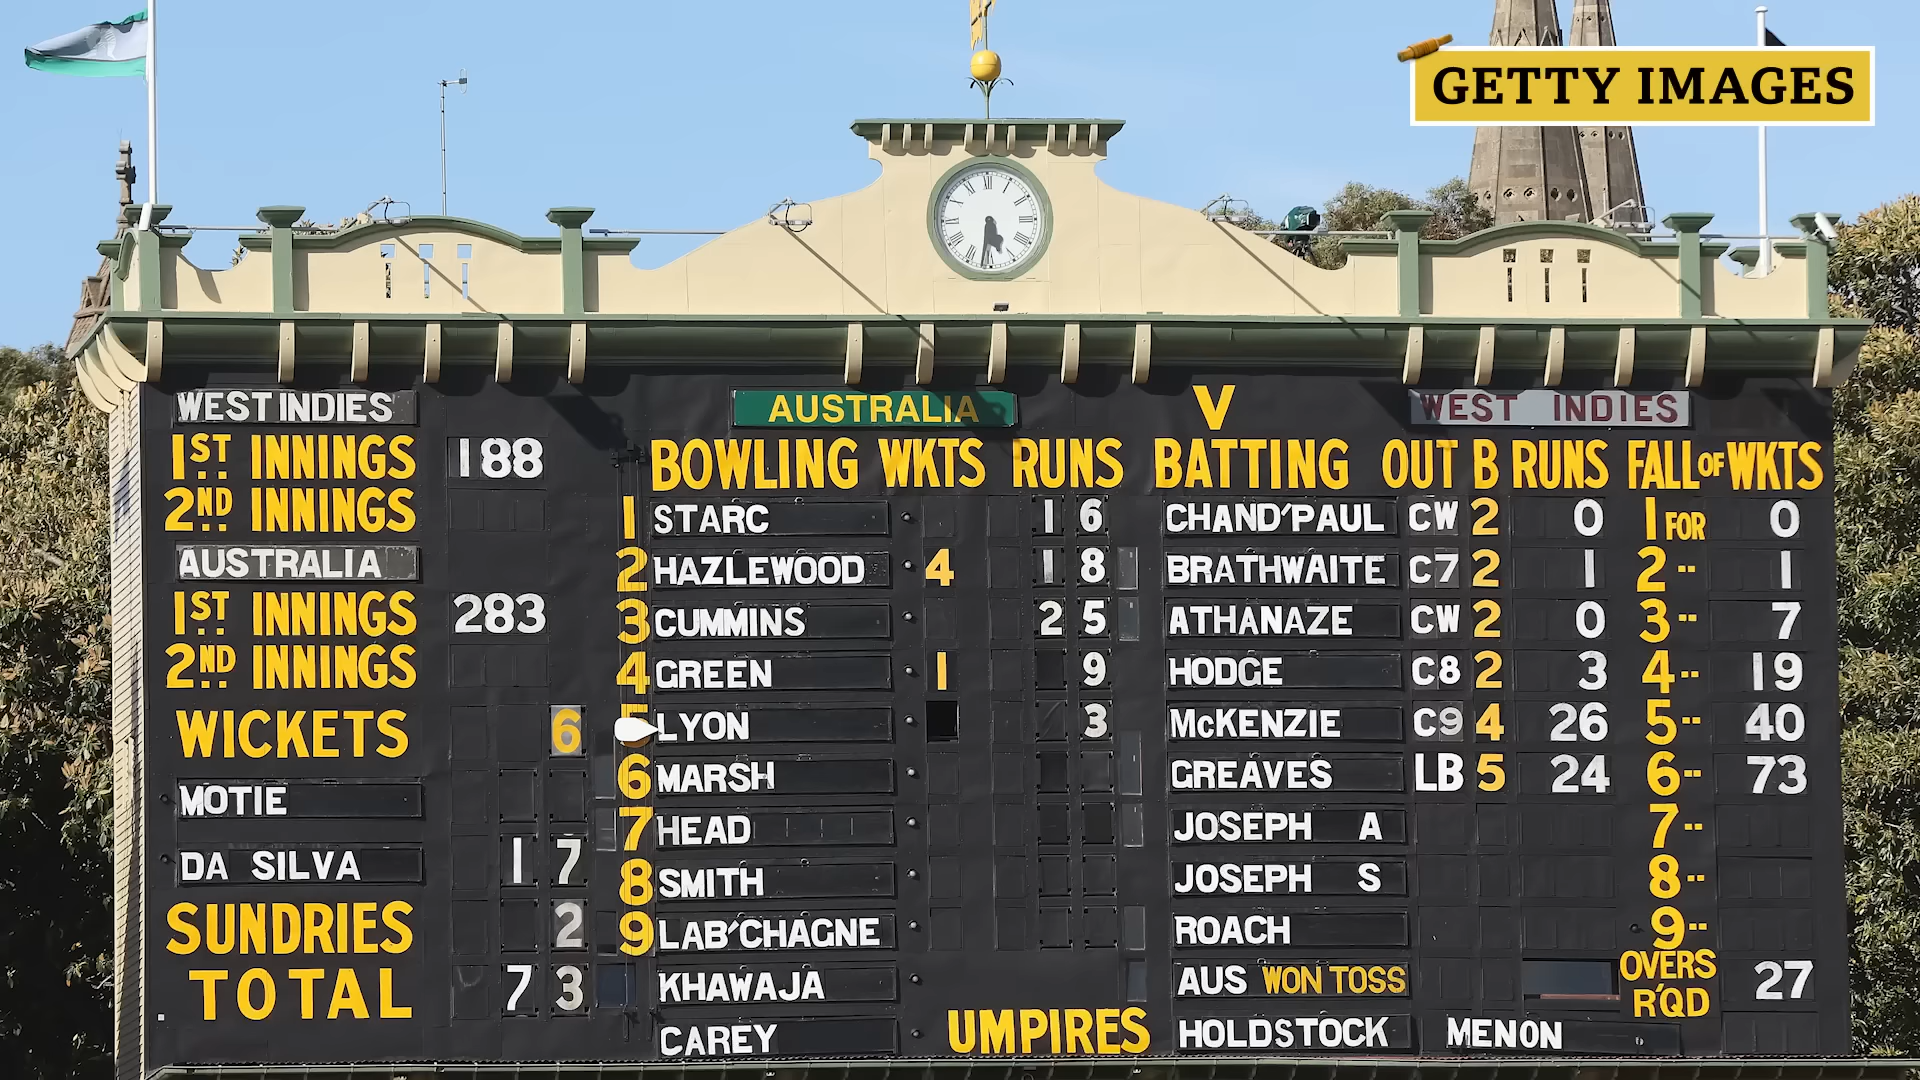 GETTY IMAGES
WEST INDIES
1ST INNINGS 188
2ND INNINGS
AUSTRALIA
1ST INNINGS 283
2ND INNINGS
WICKETS 6
MOTIE
DA SILVA 17
SUNDRIES 2
TOTAL 73
AUSTRALIA V WEST INDIES
BOWLING WKTS RUNS BATTING OUT B RUNS FALL OF WKTS
1 STARC 16 CHAND'PAUL CW 2 0 1 FOR 0
2 HAZLEWOOD 4 18 BRATHWAITE C7 2 1 2 " 1
3 CUMMINS 25 ATHANAZE CW 2 0 3 " 7
4 GREEN 1 9 HODGE C8 2 3 4 " 19
LYON 3 McKENZIE C9 4 26 5 " 40
6 MARSH GREAVES LB 5 24 6 " 73
7 HEAD JOSEPH A 7 "
8 SMITH JOSEPH S 8 "
9 LAB'CHAGNE ROACH 9 "
KHAWAJA AUS WON TOSS OVERS R'QD 27
CAREY UMPIRES HOLDSTOCK MENON